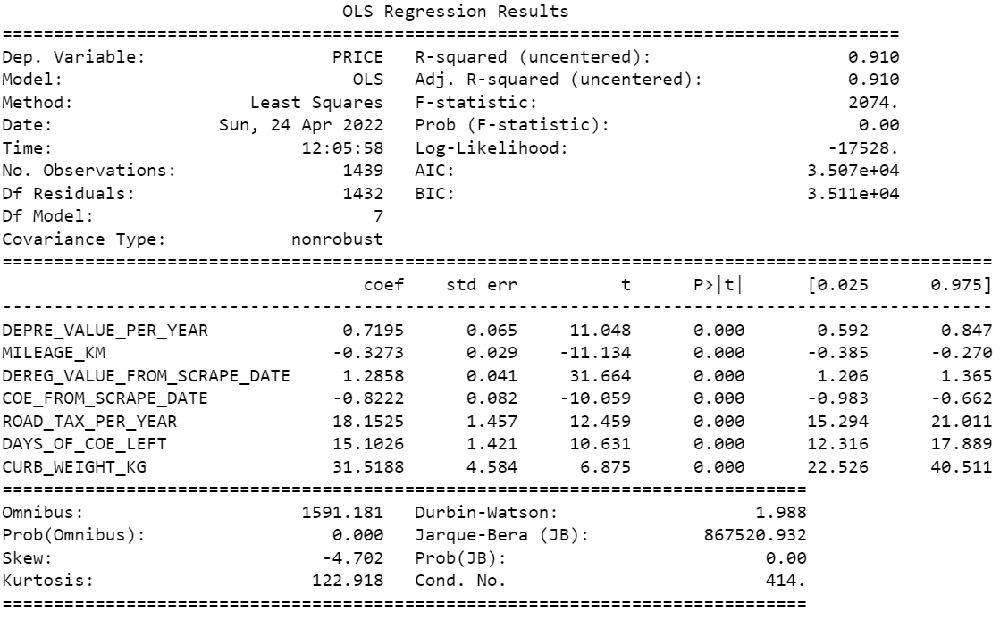 OLS Regression Results
==============================================================================
Dep. Variable: PRICE R-squared (uncentered): 0.910
Model: OLS Adj. R-squared (uncentered): 0.910
Method: Least Squares F-statistic: 2074.
Date: Sun, 24 Apr 2022 Prob (F-statistic): 0.00
Time: 12:05:58 Log-Likelihood: -17528.
No. Observations: 1439 AIC: 3.507e+04
Df Residuals: 1432 BIC: 3.511e+04
Df Model: 7
Covariance Type: nonrobust
==============================================================================
coef std err t P>|t| [0.025 0.975]
------------------------------------------------------------------------------
DEPRE_VALUE_PER_YEAR 0.7195 0.065 11.048 0.000 0.592 0.847
MILEAGE_KM -0.3273 0.029 -11.134 0.000 -0.385 -0.270
DEREG_VALUE_FROM_SCRAPE_DATE 1.2858 0.041 31.664 0.000 1.206 1.365
COE_FROM_SCRAPE_DATE -0.8222 0.082 -10.059 0.000 -0.983 -0.662
ROAD_TAX_PER_YEAR 18.1525 1.457 12.459 0.000 15.294 21.011
DAYS_OF_COE_LEFT 15.1026 1.421 10.631 0.000 12.316 17.889
CURB_WEIGHT_KG 31.5188 4.584 6.875 0.000 22.526 40.511
==============================================================================
Omnibus: 1591.181 Durbin-Watson: 1.988
Prob(Omnibus): 0.000 Jarque-Bera (JB): 867520.932
Skew: -4.702 Prob(JB): 0.00
Kurtosis: 122.918 Cond. No. 414.
==============================================================================